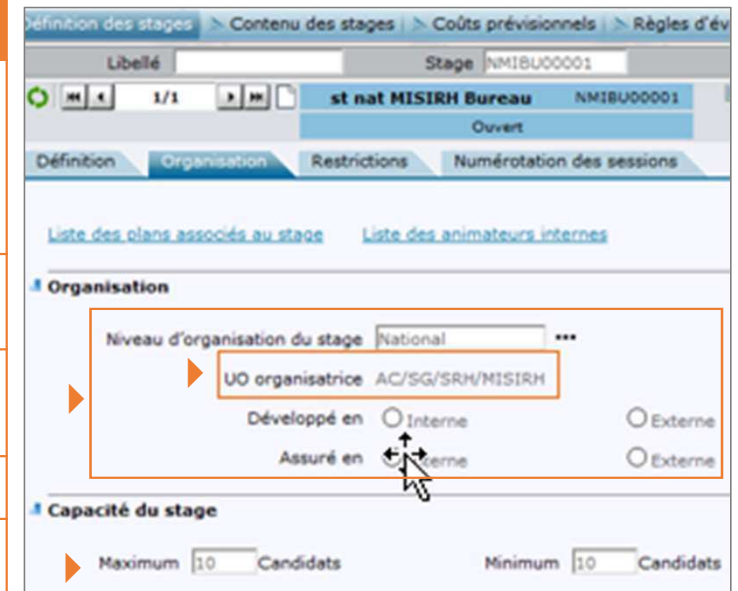 Définition des stages Contenu des stages Coûts prévisionnels Règles d'év
Libellé Stage NMIBU00001
1/1 st nat MISIRH Bureau NMIBU00001
Ouvert
Définition Organisation Restrictions Numérotation des sessions
Liste des plans associés au stage Liste des animateurs internes
Organisation
Niveau d'organisation du stage National ...
UO organisatrice AC/SG/SRH/MISIRH
Développé en Interne Externe
Assuré en Externe
Capacité du stage
Maximum 10 Candidats Minimum 10 Candidats